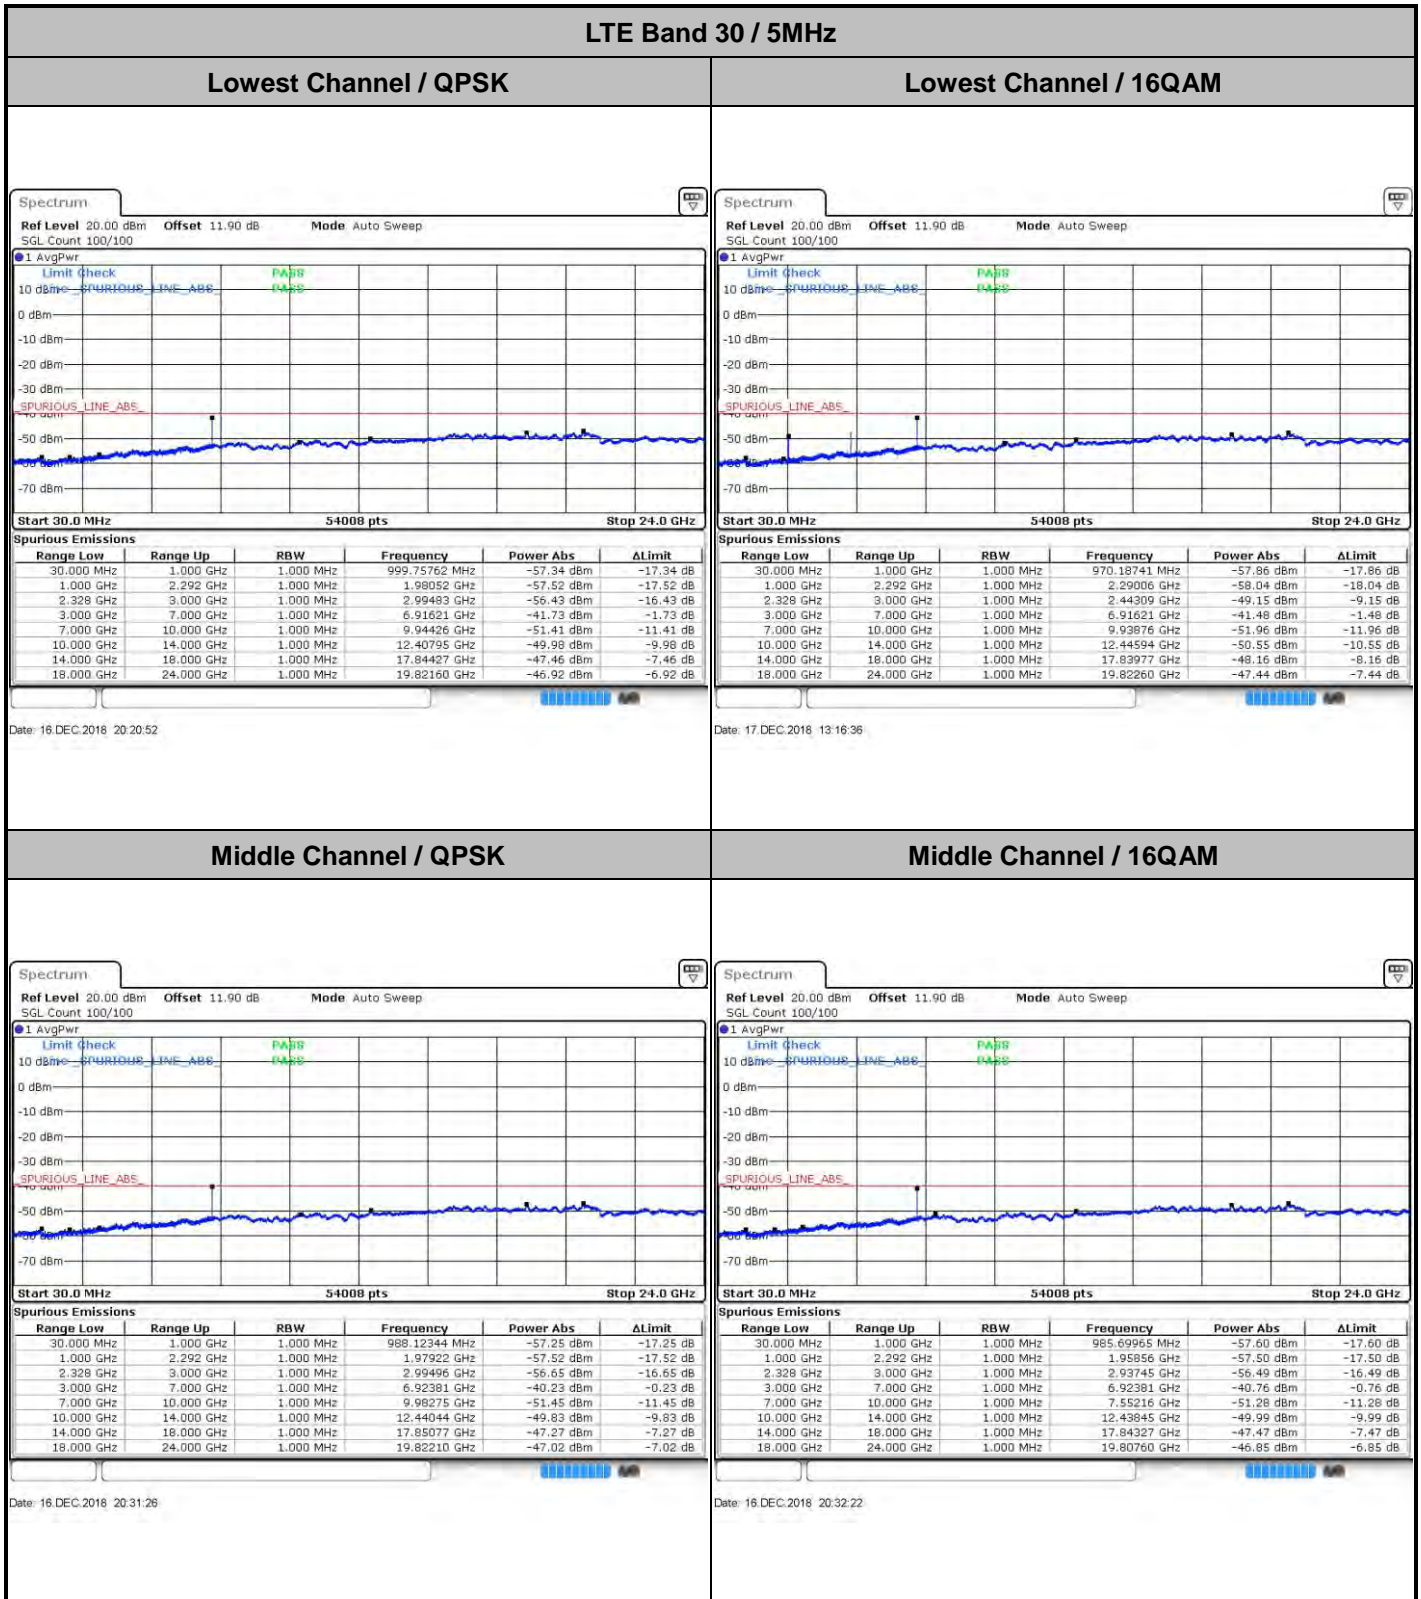 LTE Band 30 / 5MHz
Lowest Channel / QPSK
Lowest Channel / 16QAM
Spectrum
Ref Level 20.00 dBm Offset 11.90 dB Mode Auto Sweep
SGL Count 100/100
1 AvgPwr
Limit Check PASS
10 dBm Line _SPURIOUS_LINE_ABS_ PASS
0 dBm
-10 dBm
-20 dBm
-30 dBm
_SPURIOUS_LINE_ABS_
-40 dBm
-50 dBm
-60 dBm
-70 dBm
Start 30.0 MHz 54008 pts Stop 24.0 GHz
Spurious Emissions
Range Low Range Up RBW Frequency Power Abs ΔLimit
30.000 MHz 1.000 GHz 1.000 MHz 999.75762 MHz -57.34 dBm -17.34 dB
1.000 GHz 2.292 GHz 1.000 MHz 1.98052 GHz -57.52 dBm -17.52 dB
2.328 GHz 3.000 GHz 1.000 MHz 2.99483 GHz -56.43 dBm -16.43 dB
3.000 GHz 7.000 GHz 1.000 MHz 6.91621 GHz -41.73 dBm -1.73 dB
7.000 GHz 10.000 GHz 1.000 MHz 9.94426 GHz -51.41 dBm -11.41 dB
10.000 GHz 14.000 GHz 1.000 MHz 12.40795 GHz -49.98 dBm -9.98 dB
14.000 GHz 18.000 GHz 1.000 MHz 17.84427 GHz -47.46 dBm -7.46 dB
18.000 GHz 24.000 GHz 1.000 MHz 19.82160 GHz -46.92 dBm -6.92 dB
Date: 16.DEC.2018 20:20:52
Spectrum
Ref Level 20.00 dBm Offset 11.90 dB Mode Auto Sweep
SGL Count 100/100
1 AvgPwr
Limit Check PASS
10 dBm Line _SPURIOUS_LINE_ABS_ PASS
0 dBm
-10 dBm
-20 dBm
-30 dBm
_SPURIOUS_LINE_ABS_
-40 dBm
-50 dBm
-60 dBm
-70 dBm
Start 30.0 MHz 54008 pts Stop 24.0 GHz
Spurious Emissions
Range Low Range Up RBW Frequency Power Abs ΔLimit
30.000 MHz 1.000 GHz 1.000 MHz 970.18741 MHz -57.86 dBm -17.86 dB
1.000 GHz 2.292 GHz 1.000 MHz 2.29006 GHz -58.04 dBm -18.04 dB
2.328 GHz 3.000 GHz 1.000 MHz 2.44309 GHz -49.15 dBm -9.15 dB
3.000 GHz 7.000 GHz 1.000 MHz 6.91621 GHz -41.48 dBm -1.48 dB
7.000 GHz 10.000 GHz 1.000 MHz 9.93876 GHz -51.96 dBm -11.96 dB
10.000 GHz 14.000 GHz 1.000 MHz 12.44594 GHz -50.55 dBm -10.55 dB
14.000 GHz 18.000 GHz 1.000 MHz 17.83977 GHz -48.16 dBm -8.16 dB
18.000 GHz 24.000 GHz 1.000 MHz 19.82260 GHz -47.44 dBm -7.44 dB
Date: 17.DEC.2018 13:16:36
Middle Channel / QPSK
Middle Channel / 16QAM
Spectrum
Ref Level 20.00 dBm Offset 11.90 dB Mode Auto Sweep
SGL Count 100/100
1 AvgPwr
Limit Check PASS
10 dBm Line _SPURIOUS_LINE_ABS_ PASS
0 dBm
-10 dBm
-20 dBm
-30 dBm
_SPURIOUS_LINE_ABS_
-40 dBm
-50 dBm
-60 dBm
-70 dBm
Start 30.0 MHz 54008 pts Stop 24.0 GHz
Spurious Emissions
Range Low Range Up RBW Frequency Power Abs ΔLimit
30.000 MHz 1.000 GHz 1.000 MHz 988.12344 MHz -57.25 dBm -17.25 dB
1.000 GHz 2.292 GHz 1.000 MHz 1.97922 GHz -57.52 dBm -17.52 dB
2.328 GHz 3.000 GHz 1.000 MHz 2.99496 GHz -56.65 dBm -16.65 dB
3.000 GHz 7.000 GHz 1.000 MHz 6.92381 GHz -40.23 dBm -0.23 dB
7.000 GHz 10.000 GHz 1.000 MHz 9.98275 GHz -51.45 dBm -11.45 dB
10.000 GHz 14.000 GHz 1.000 MHz 12.44044 GHz -49.83 dBm -9.83 dB
14.000 GHz 18.000 GHz 1.000 MHz 17.85077 GHz -47.27 dBm -7.27 dB
18.000 GHz 24.000 GHz 1.000 MHz 19.82210 GHz -47.02 dBm -7.02 dB
Date: 16.DEC.2018 20:31:26
Spectrum
Ref Level 20.00 dBm Offset 11.90 dB Mode Auto Sweep
SGL Count 100/100
1 AvgPwr
Limit Check PASS
10 dBm Line _SPURIOUS_LINE_ABS_ PASS
0 dBm
-10 dBm
-20 dBm
-30 dBm
_SPURIOUS_LINE_ABS_
-40 dBm
-50 dBm
-60 dBm
-70 dBm
Start 30.0 MHz 54008 pts Stop 24.0 GHz
Spurious Emissions
Range Low Range Up RBW Frequency Power Abs ΔLimit
30.000 MHz 1.000 GHz 1.000 MHz 985.69965 MHz -57.60 dBm -17.60 dB
1.000 GHz 2.292 GHz 1.000 MHz 1.95856 GHz -57.50 dBm -17.50 dB
2.328 GHz 3.000 GHz 1.000 MHz 2.93745 GHz -56.49 dBm -16.49 dB
3.000 GHz 7.000 GHz 1.000 MHz 6.92381 GHz -40.76 dBm -0.76 dB
7.000 GHz 10.000 GHz 1.000 MHz 7.55216 GHz -51.28 dBm -11.28 dB
10.000 GHz 14.000 GHz 1.000 MHz 12.43845 GHz -49.99 dBm -9.99 dB
14.000 GHz 18.000 GHz 1.000 MHz 17.84327 GHz -47.47 dBm -7.47 dB
18.000 GHz 24.000 GHz 1.000 MHz 19.80760 GHz -46.85 dBm -6.85 dB
Date: 16.DEC.2018 20:32:22